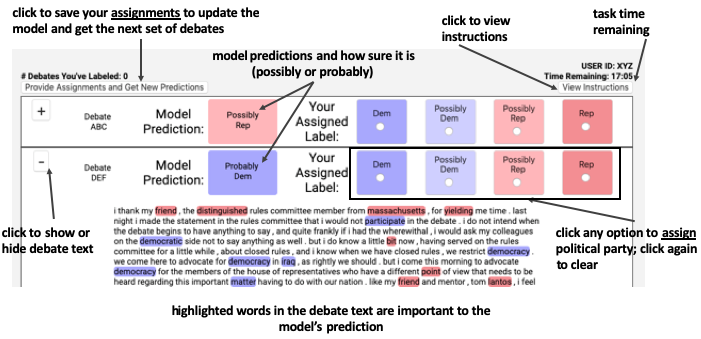 click to save your assignments to update the
model and get the next set of debates
click to view
instructions
task time
remaining
model predictions and how sure it is
(possibly or probably)
USER ID: XYZ
# Debates You've Labeled: 0
Time Remaining: 17:05
Provide Assignments and Get New Predictions
View Instructions
+
Debate
ABC
Model
Prediction:
Possibly
Rep
Your
Assigned
Label:
Dem
Possibly
Dem
Possibly
Rep
Rep
-
Debate
DEF
Model
Prediction:
Probably
Dem
Your
Assigned
Label:
Dem
Possibly
Dem
Possibly
Rep
Rep
click to show or
hide debate text
i thank my friend , the distinguished rules committee member from massachusetts , for yielding me time . last
night i made the statement in the rules committee that i would not participate in the debate . i do not intend when
the debate begins to have anything to say , and quite frankly if i had the wherewithal , i would ask my colleagues
on the democratic side not to say anything as well . but i do know a little bit now , having served on the rules
committee for a little while , about closed rules , and i know when we have closed rules , we restrict democracy .
we come here to advocate for democracy in iraq , as rightly we should . but i come this morning to advocate
democracy for the members of the house of representatives who have a different point of view that needs to be
heard regarding this important matter having to do with our nation . like my friend and mentor , tom lantos , i feel
click any option to assign
political party; click again
to clear
highlighted words in the debate text are important to the
model's prediction